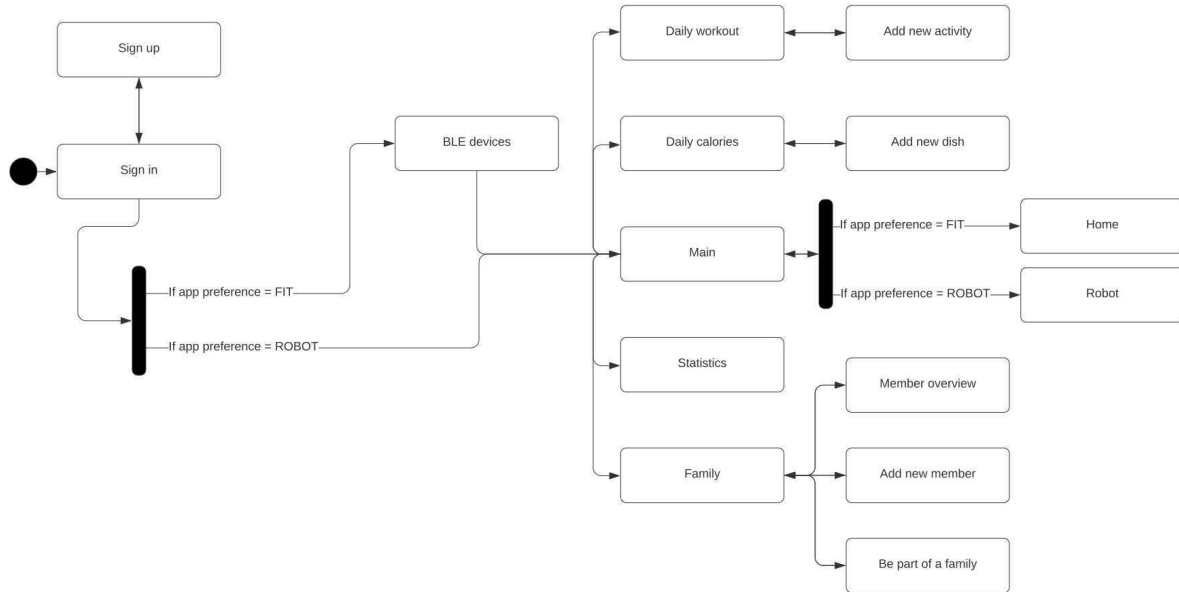 Sign up
Sign in
If app preference = FIT
If app preference = ROBOT
BLE devices
Daily workout
Add new activity
Daily calories
Add new dish
Main
If app preference = FIT
Home
If app preference = ROBOT
Robot
Statistics
Family
Member overview
Add new member
Be part of a family